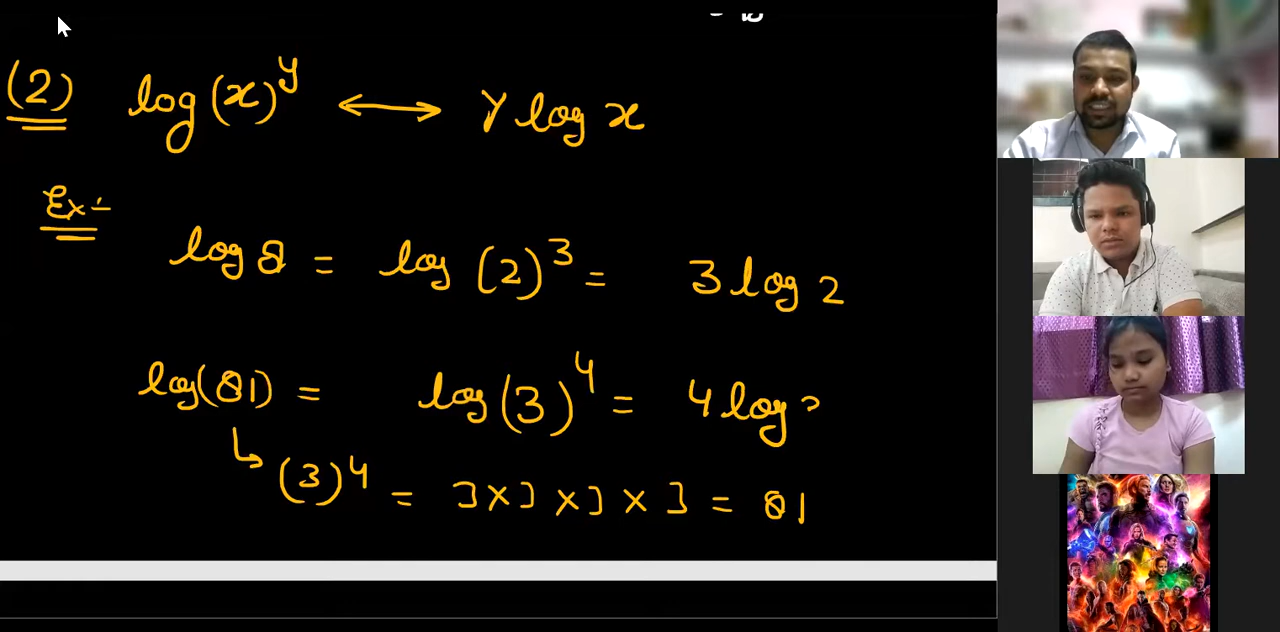 (2) log(x)^y ↔ y log x
Ex:-
log 8 = log (2)^3 = 3 log 2
log(81) = log (3)^4 = 4 log
↳ (3)^4 = 3×3×3×3 = 81